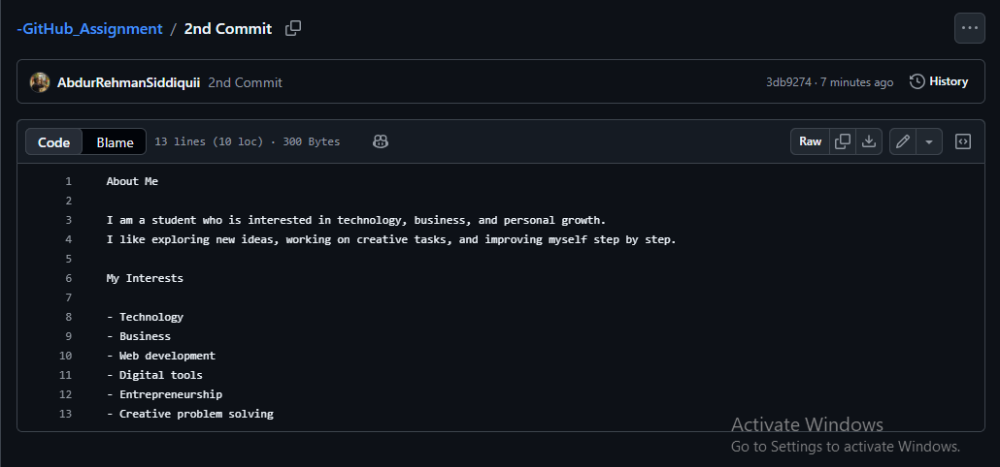 -GitHub_Assignment / 2nd Commit
AbdurRehmanSiddiquii 2nd Commit 3db9274 · 7 minutes ago History
Code Blame 13 lines (10 loc) · 300 Bytes Raw
1 About Me
2
3 I am a student who is interested in technology, business, and personal growth.
4 I like exploring new ideas, working on creative tasks, and improving myself step by step.
5
6 My Interests
7
8 - Technology
9 - Business
10 - Web development
11 - Digital tools
12 - Entrepreneurship
13 - Creative problem solving
Activate Windows
Go to Settings to activate Windows.